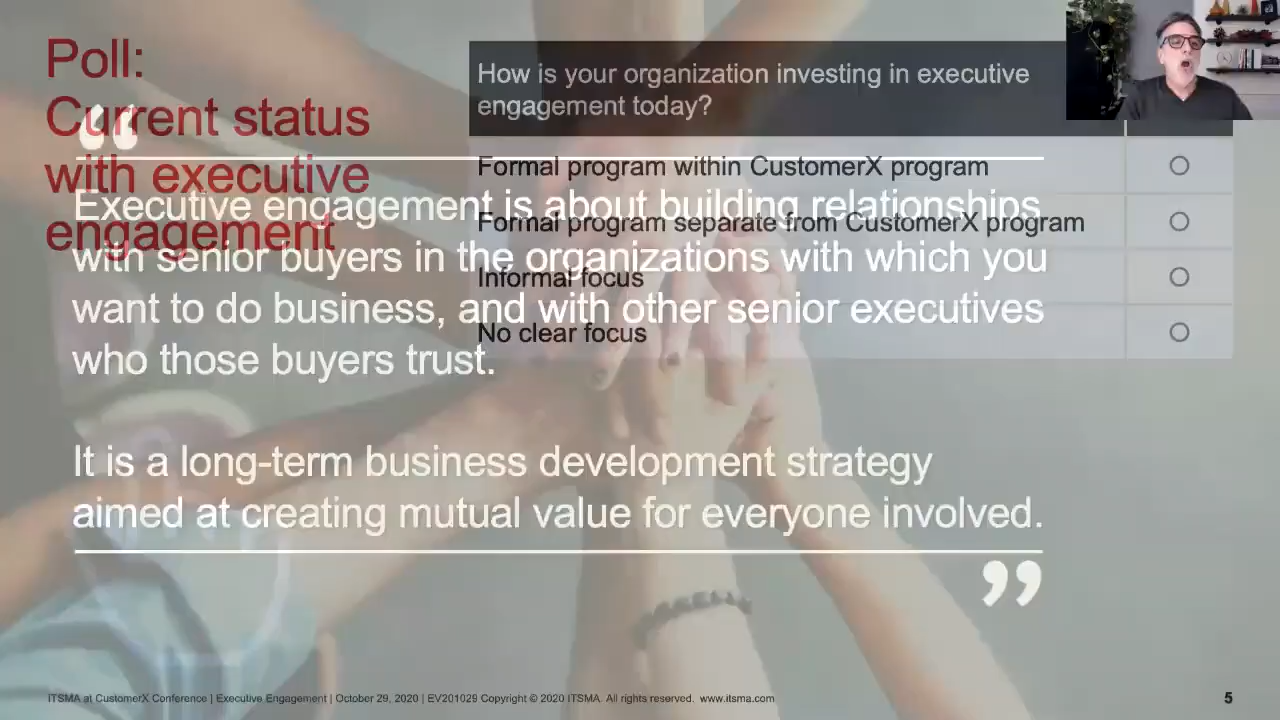 Poll:
Current status
with executive
engagement
How is your organization investing in executive
engagement today?
Formal program within CustomerX program
Formal program separate from CustomerX program
Informal focus
No clear focus
“
Executive engagement is about building relationships
with senior buyers in the organizations with which you
want to do business, and with other senior executives
who those buyers trust.
It is a long-term business development strategy
aimed at creating mutual value for everyone involved.
”
ITSMA at CustomerX Conference | Executive Engagement | October 29, 2020 | EV201029 Copyright © 2020 ITSMA. All rights reserved. www.itsma.com
5